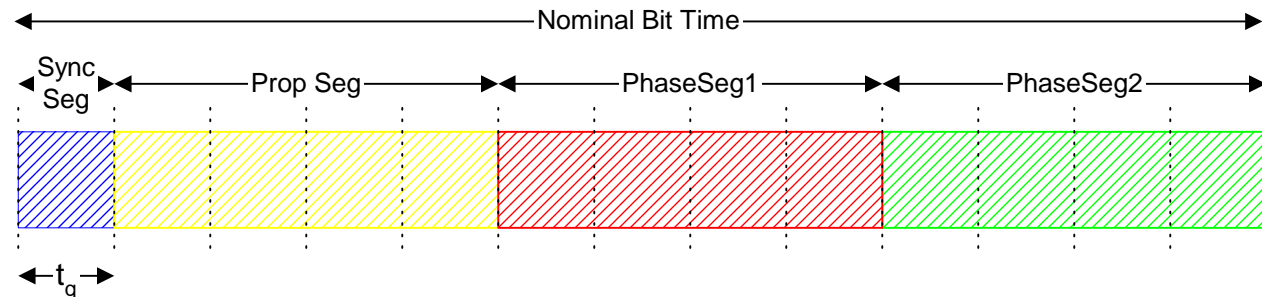 Nominal Bit Time
Sync
Seg
Prop Seg
PhaseSeg1
PhaseSeg2
tq